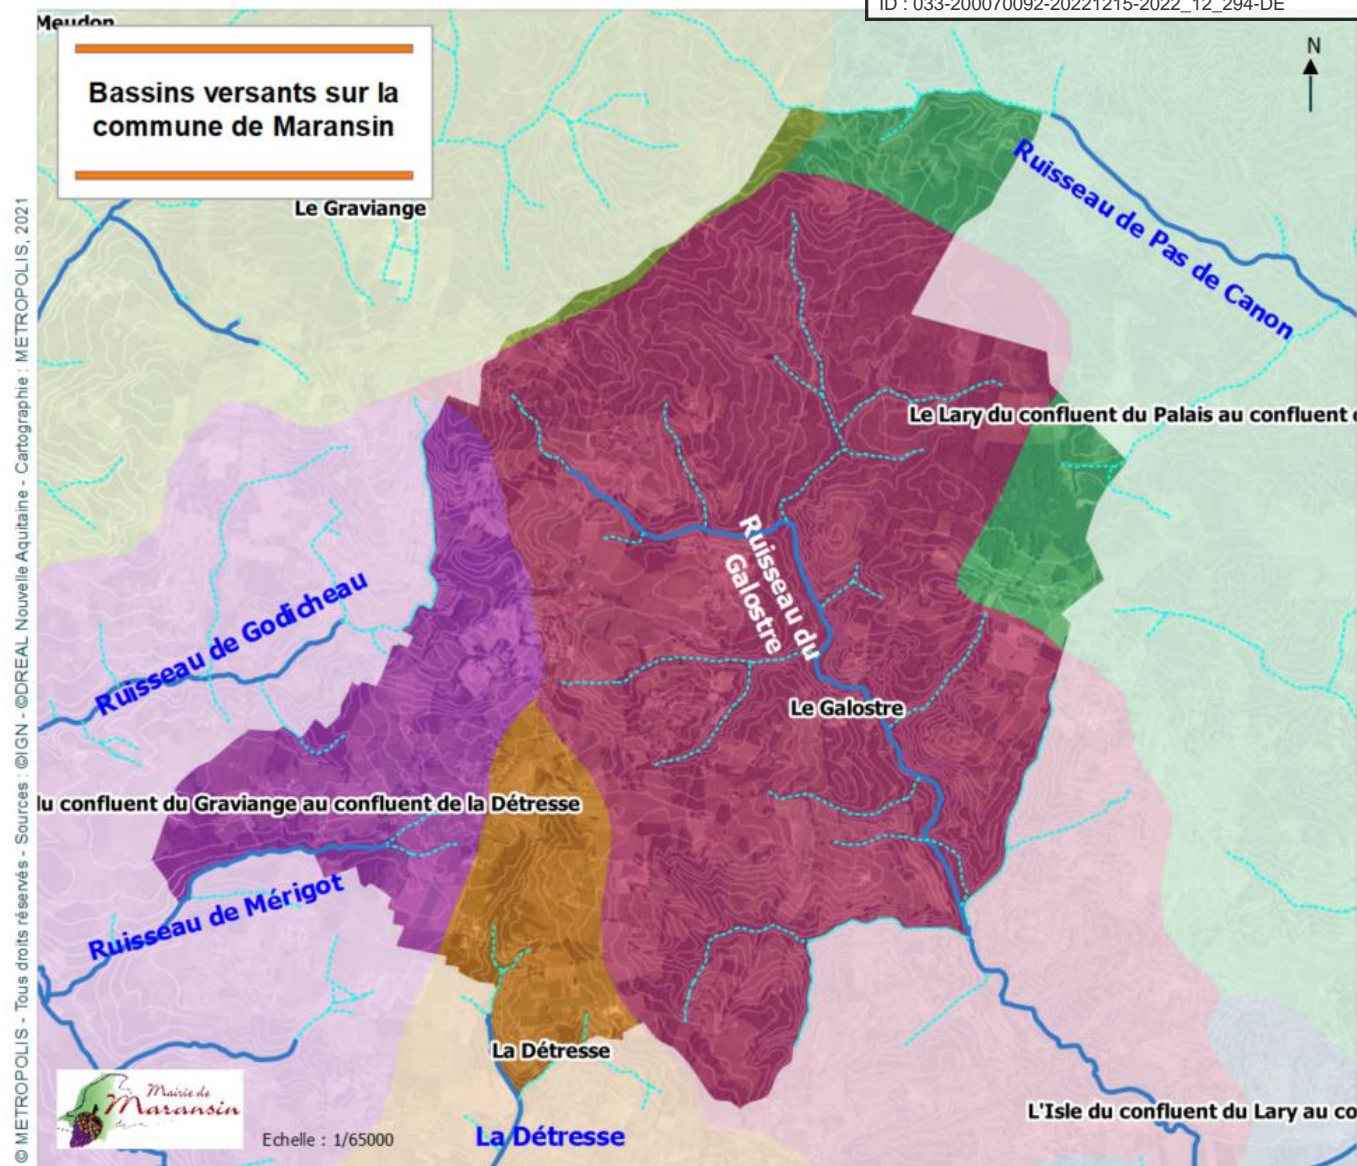 ID : 033-200070092-20221215-2022_12_294-DE
Meudon
Bassins versants sur la
commune de Maransin
N
Le Graviange
Ruisseau de Pas de Canon
Le Lary du confluent du Palais au confluent
Ruisseau du
Galostre
Ruisseau de Godicheau
Le Galostre
du confluent du Graviange au confluent de la Détresse
Ruisseau de Mérigot
La Détresse
L'Isle du confluent du Lary au co
Mairie de
Maransin
Echelle : 1/65000
La Détresse
© METROPOLIS - Tous droits réservés - Sources : ©IGN - ©DREAL Nouvelle Aquitaine - Cartographie : METROPOLIS, 2021